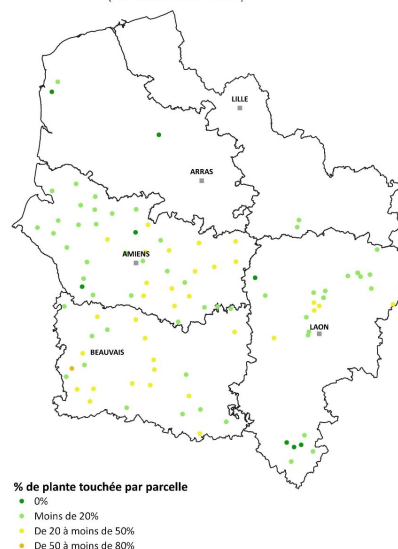 LILLE
ARRAS
AMIENS
LAON
BEAUVAIS
% de plante touchée par parcelle
0%
Moins de 20%
De 20 à moins de 50%
De 50 à moins de 80%